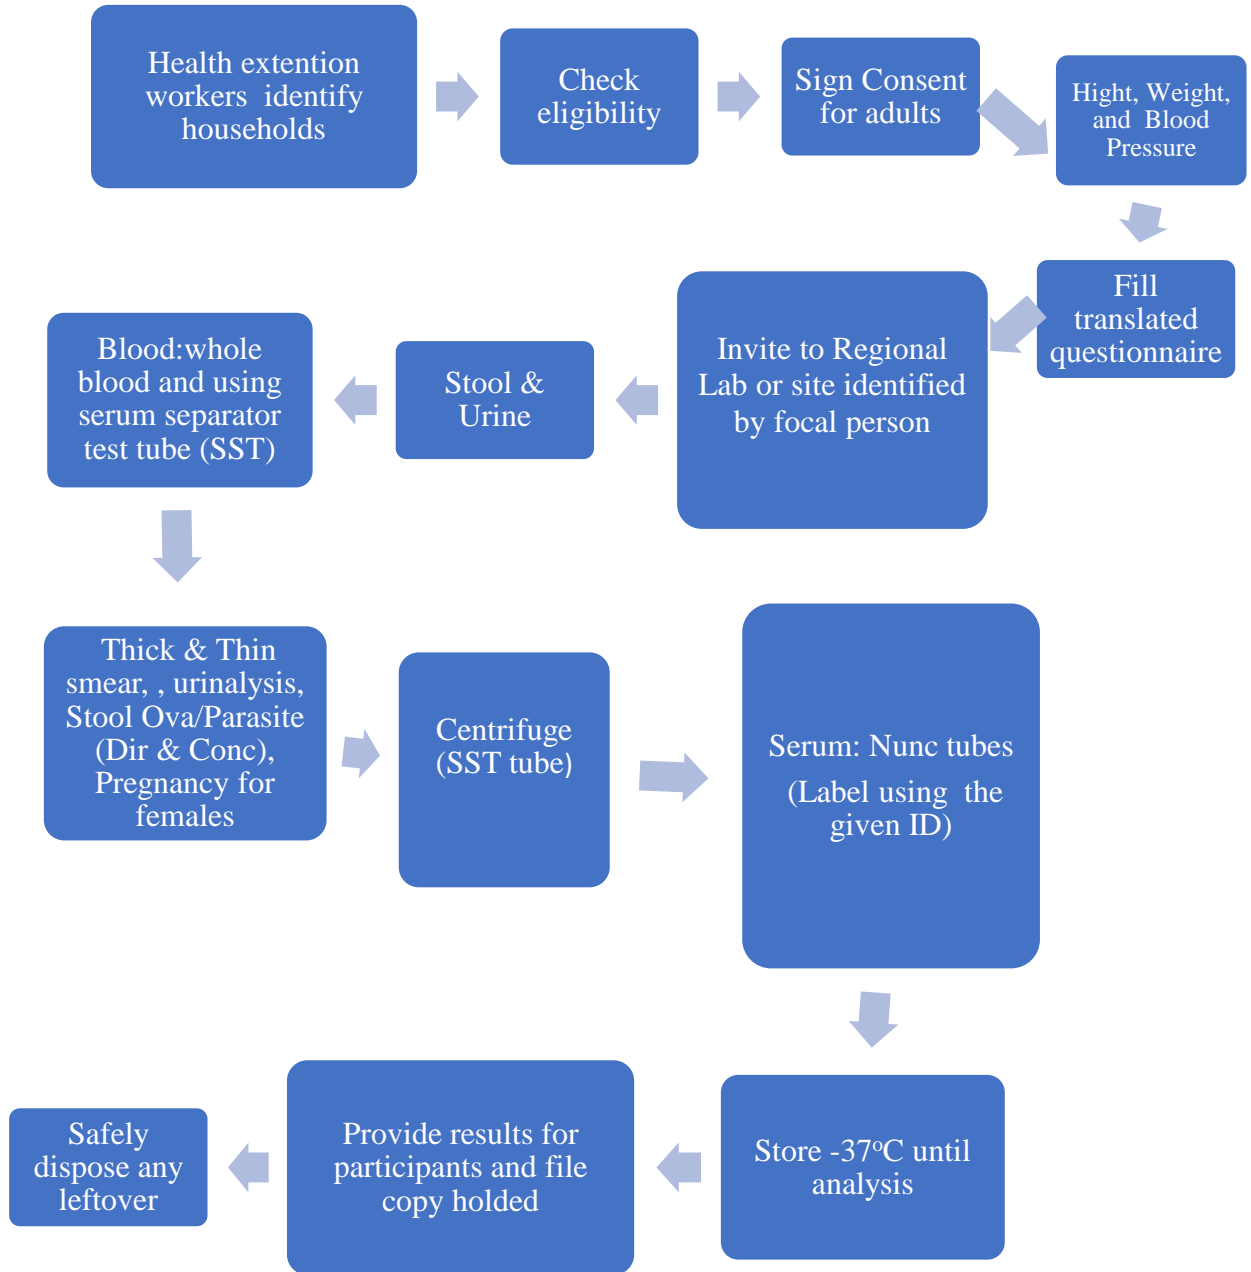 Health extention
workers identify
households
Check
eligibility
Sign Consent
for adults
Hight, Weight,
and Blood
Pressure
Fill
translated
questionnaire
Invite to Regional
Lab or site identified
by focal person
Stool &
Urine
Blood:whole
blood and using
serum separator
test tube (SST)
Thick & Thin
smear, , urinalysis,
Stool Ova/Parasite
(Dir & Conc),
Pregnancy for
females
Centrifuge
(SST tube)
Serum: Nunc tubes
(Label using the
given ID)
Store -37°C until
analysis
Provide results for
participants and file
copy holded
Safely
dispose any
leftover